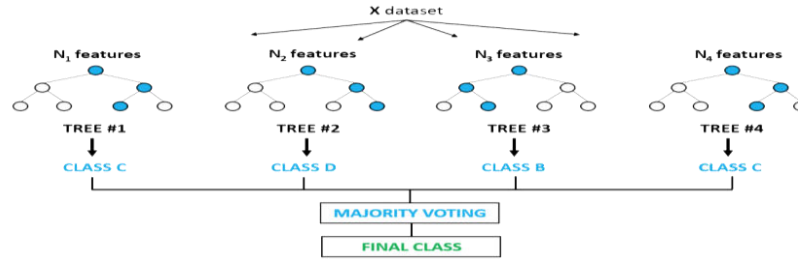 X dataset
N₁ features
N₂ features
N₃ features
N₄ features
TREE #1
TREE #2
TREE #3
TREE #4
CLASS C
CLASS D
CLASS B
CLASS C
MAJORITY VOTING
FINAL CLASS